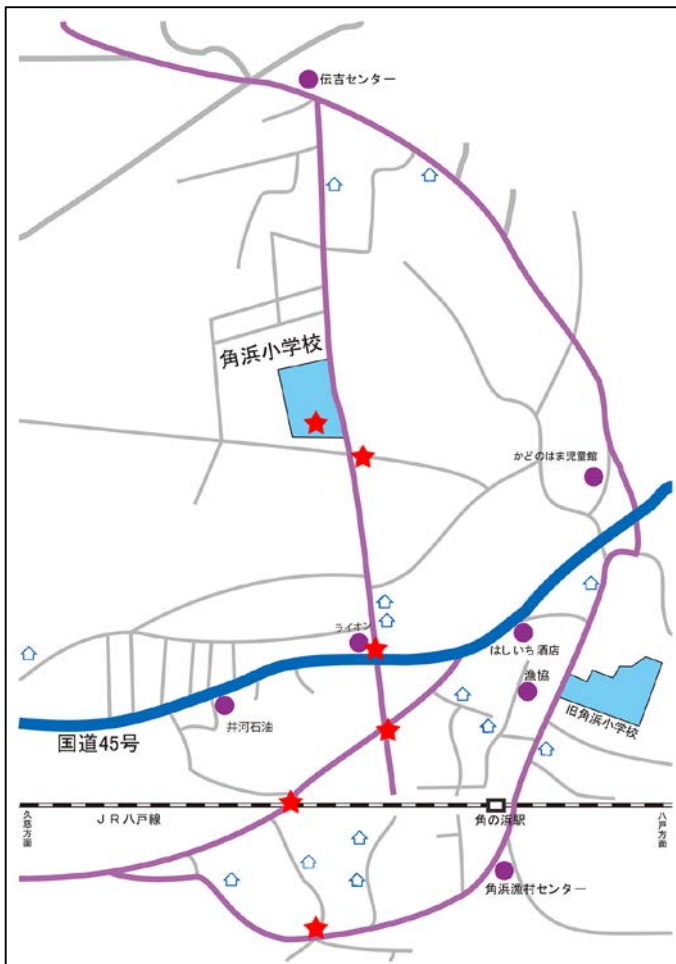 伝吉センター
角浜小学校
かどのはま児童館
ライオン
はしいち酒店
漁協
井河石油
旧角浜小学校
国道45号
久慈方面
JR八戸線
角の浜駅
八戸方面
角浜漁村センター